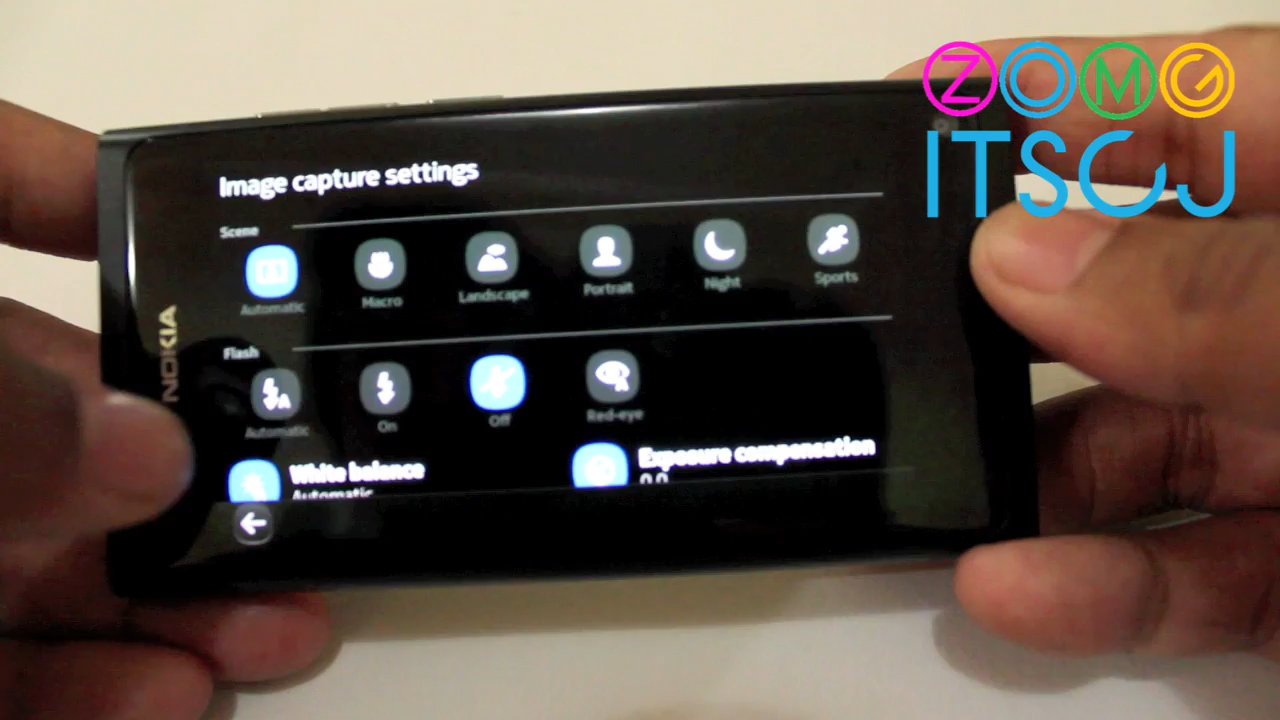 ZOMG
ITSCJ
Image capture settings
Scene
Automatic
Macro
Landscape
Portrait
Night
Sports
NOKIA
Flash
Automatic
On
Off
Red-eye
White balance
Automatic
Exposure compensation
0.0